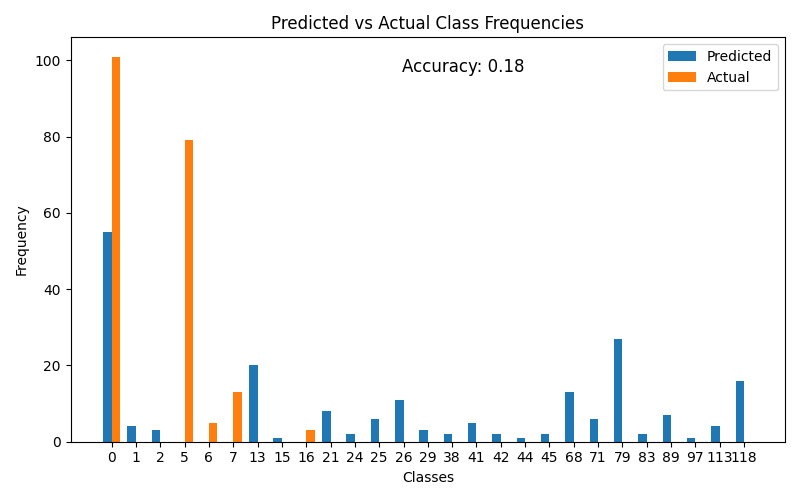 Predicted vs Actual Class Frequencies
Accuracy: 0.18
Predicted
Actual
Frequency
100
80
60
40
20
0
0 1 2 5 6 7 13 15 16 21 24 25 26 29 38 41 42 44 45 68 71 79 83 89 97 113 118
Classes